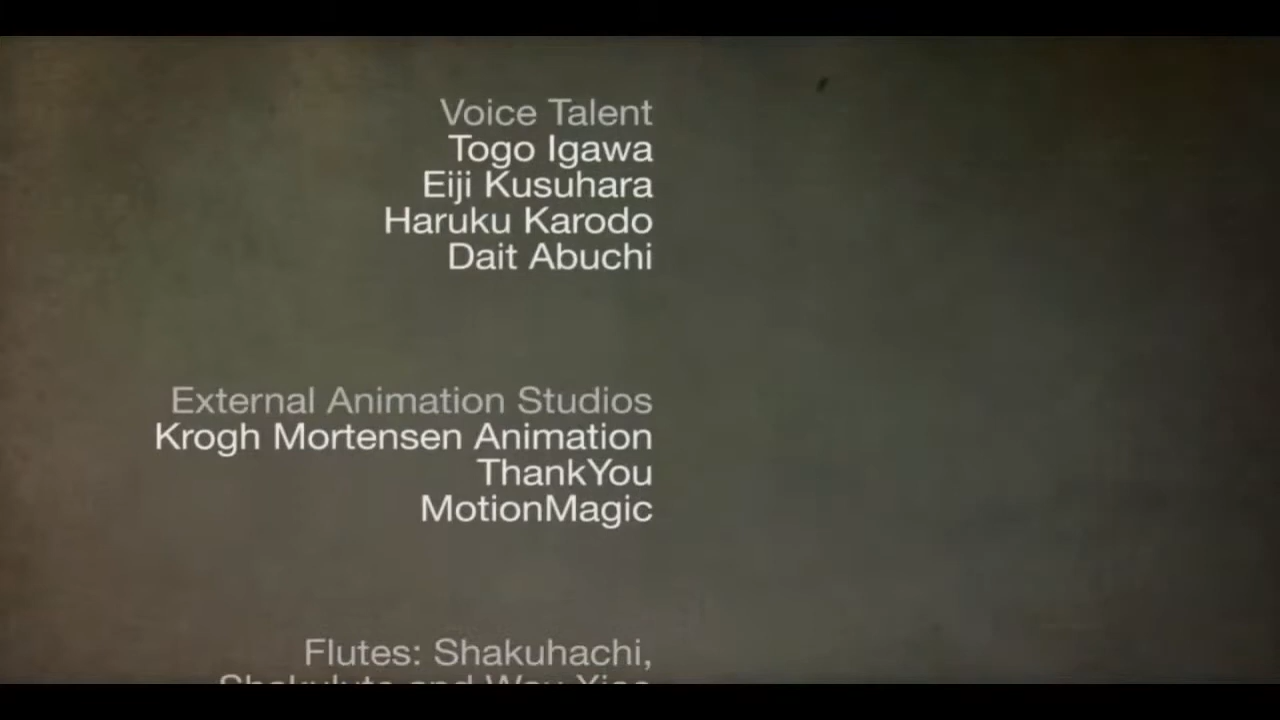 Voice Talent
Togo Igawa
Eiji Kusuhara
Haruku Karodo
Dait Abuchi
External Animation Studios
Krogh Mortensen Animation
ThankYou
MotionMagic
Flutes: Shakuhachi,